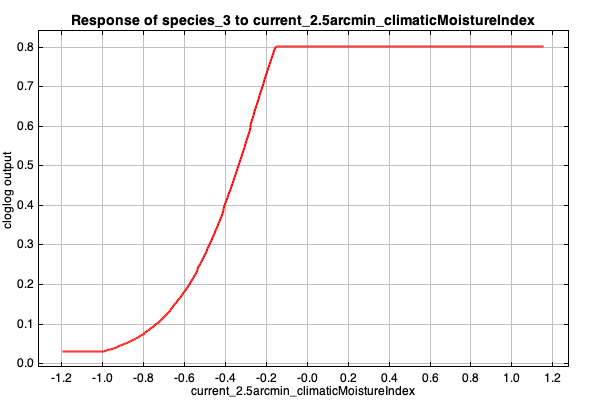 Response of species_3 to current_2.5arcmin_climaticMoistureIndex
cloglog output
0.8
0.7
0.6
0.5
0.4
0.3
0.2
0.1
0.0
-1.2 -1.0 -0.8 -0.6 -0.4 -0.2 -0.0 0.2 0.4 0.6 0.8 1.0 1.2
current_2.5arcmin_climaticMoistureIndex